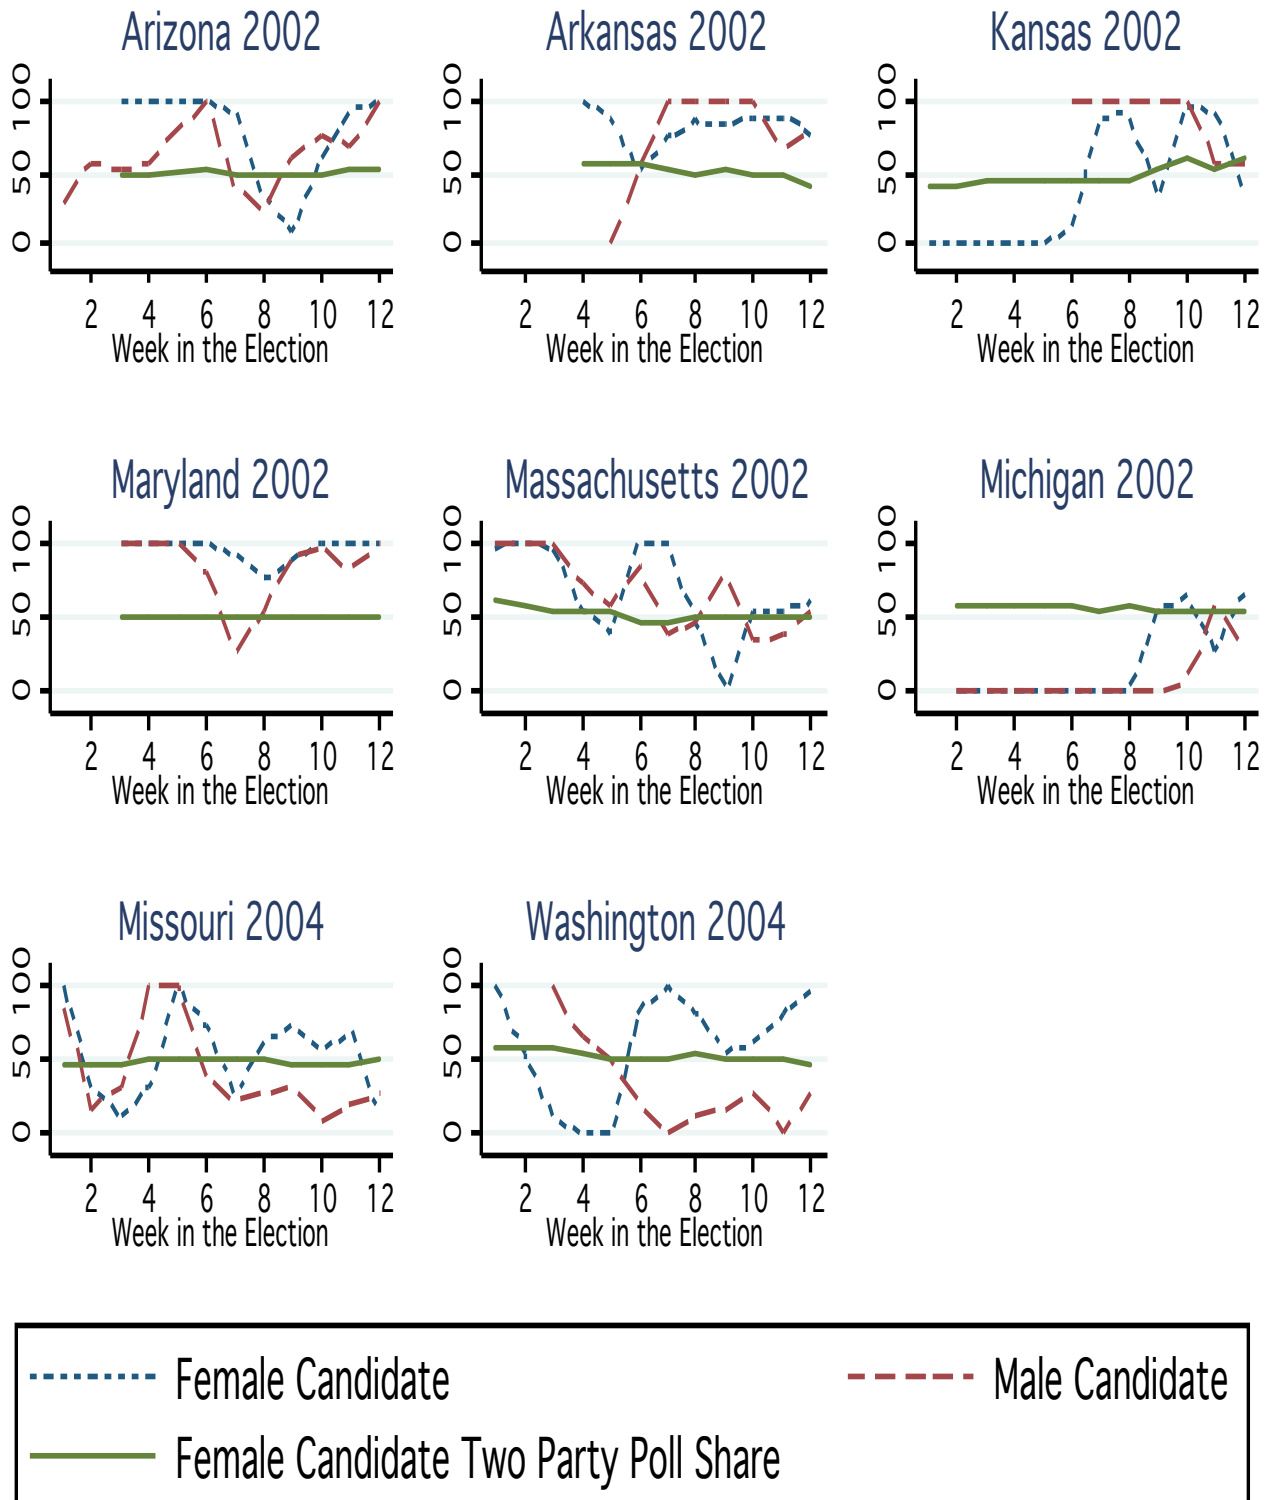 Arizona 2002
Arkansas 2002
Kansas 2002
100
50
0
100
50
0
100
50
0
2 4 6 8 10 12
2 4 6 8 10 12
2 4 6 8 10 12
Week in the Election
Week in the Election
Week in the Election
Maryland 2002
Massachusetts 2002
Michigan 2002
100
50
0
100
50
0
100
50
0
2 4 6 8 10 12
2 4 6 8 10 12
2 4 6 8 10 12
Week in the Election
Week in the Election
Week in the Election
Missouri 2004
Washington 2004
100
50
0
100
50
0
2 4 6 8 10 12
2 4 6 8 10 12
Week in the Election
Week in the Election
Female Candidate
Male Candidate
Female Candidate Two Party Poll Share